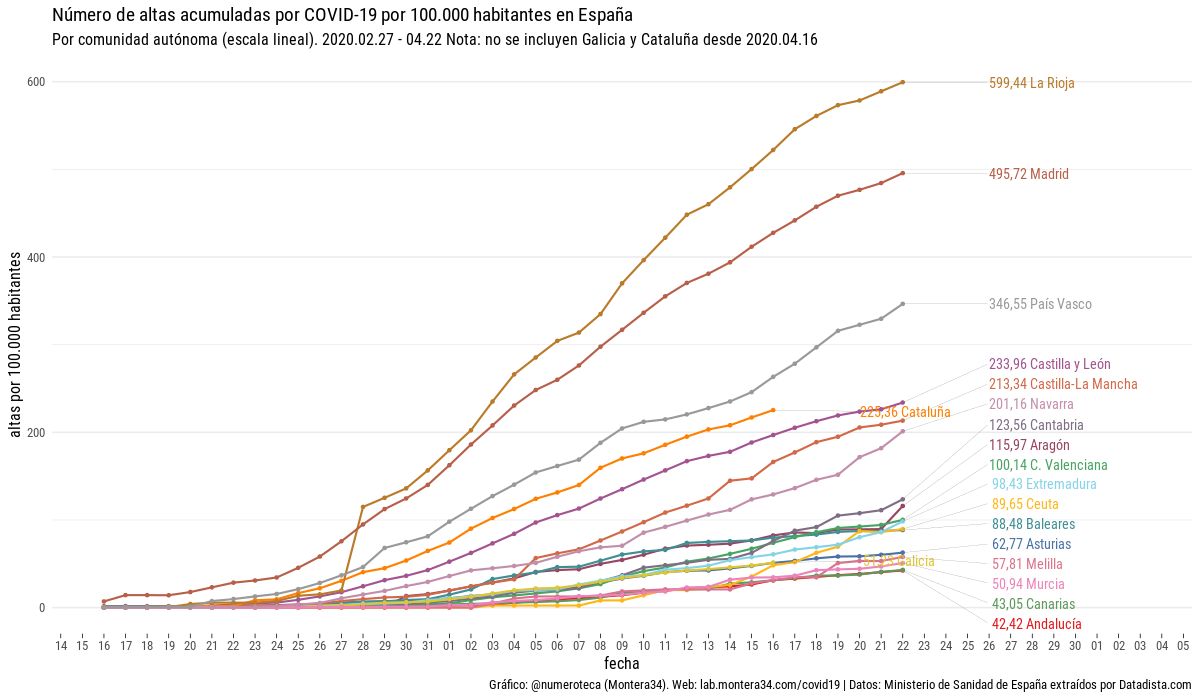 Número de altas acumuladas por COVID-19 por 100.000 habitantes en España
Por comunidad autónoma (escala lineal). 2020.02.27 - 04.22 Nota: no se incluyen Galicia y Cataluña desde 2020.04.16
altas por 100.000 habitantes
600
400
200
0
599,44 La Rioja
495,72 Madrid
346,55 País Vasco
233,96 Castilla y León
213,34 Castilla-La Mancha
225,36 Cataluña
201,16 Navarra
123,56 Cantabria
115,97 Aragón
100,14 C. Valenciana
98,43 Extremadura
89,65 Ceuta
88,48 Baleares
62,77 Asturias
Galicia
57,81 Melilla
50,94 Murcia
43,05 Canarias
42,42 Andalucía
14 15 16 17 18 19 20 21 22 23 24 25 26 27 28 29 30 31 01 02 03 04 05 06 07 08 09 10 11 12 13 14 15 16 17 18 19 20 21 22 23 24 25 26 27 28 29 30 01 02 03 04 05
fecha
Gráfico: @numeroteca (Montera34). Web: lab.montera34.com/covid19 | Datos: Ministerio de Sanidad de España extraídos por Datadista.com